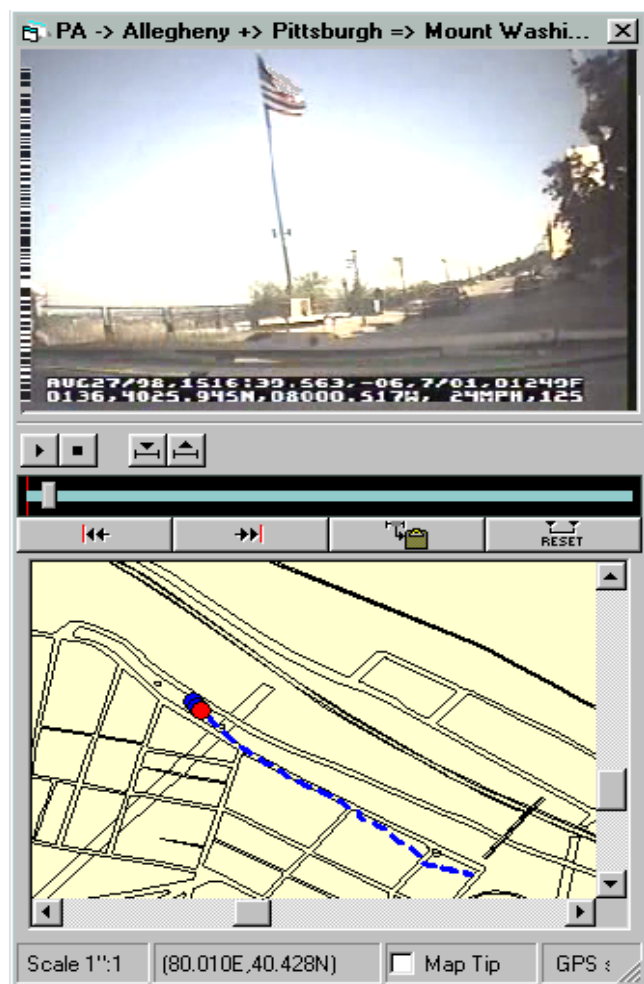 PA -> Allegheny +> Pittsburgh => Mount Washi...
AUG27/98,1516:39.563,-06,7/01,01249F
0136,4025.945N,08000.517W, 24MPH,125
RESET
Scale 1":1
(80.010E,40.428N)
Map Tip
GPS s